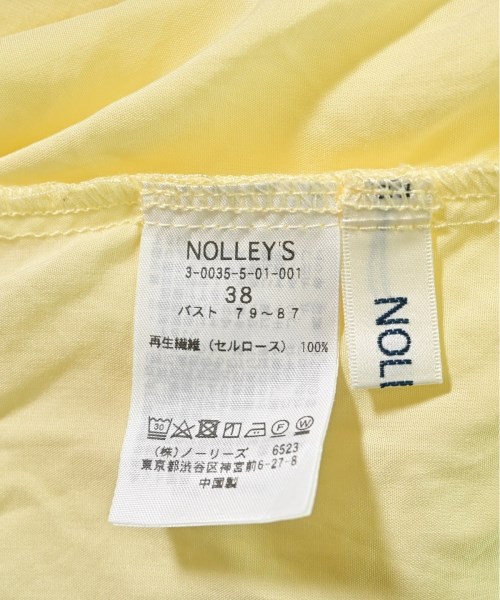 NOLLEY'S
3-0035-5-01-001
38
バスト 79～87
再生繊維 (セルロース) 100%
30
F W
(株)ノーリーズ 6523
東京都渋谷区神宮前6-27-8
中国製
NOLL